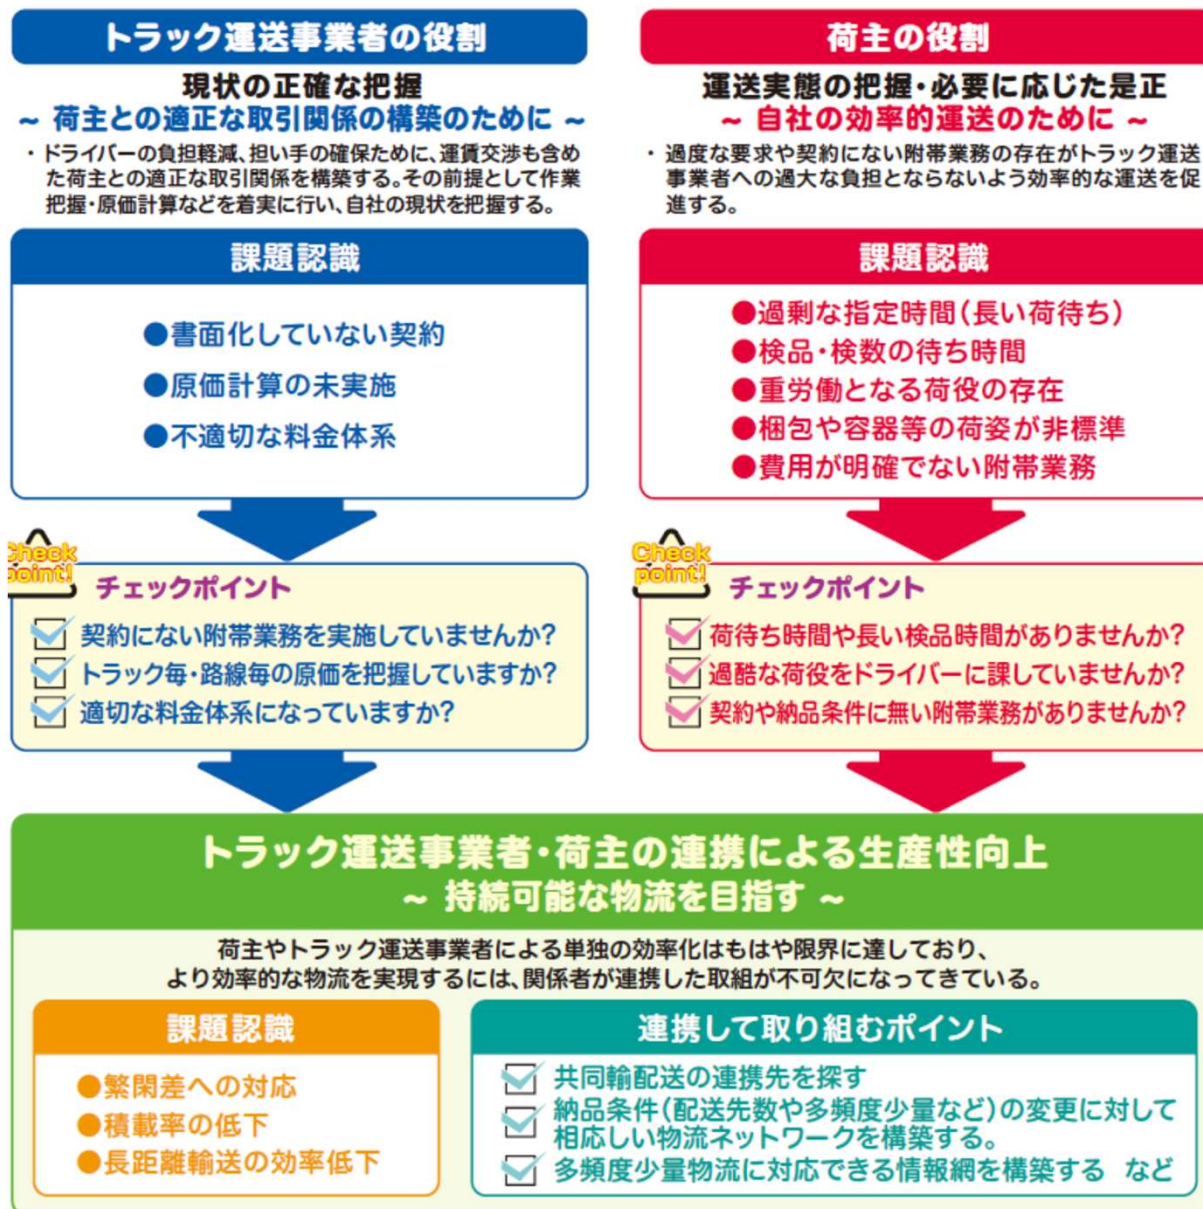 トラック運送事業者の役割
現状の正確な把握
~ 荷主との適正な取引関係の構築のために ~
・ドライバーの負担軽減、担い手の確保ために、運賃交渉も含め
た荷主との適正な取引関係を構築する。その前提として作業
把握・原価計算などを着実に行い、自社の現状を把握する。
課題認識
●書面化していない契約
●原価計算の未実施
●不適切な料金体系
Check
point!
チェックポイント
契約にない附帯業務を実施していませんか?
トラック毎・路線毎の原価を把握していますか?
適切な料金体系になっていますか?
荷主の役割
運送実態の把握・必要に応じた是正
~ 自社の効率的運送のために ~
・過度な要求や契約にない附帯業務の存在がトラック運送
事業者への過大な負担とならないよう効率的な運送を促
進する。
課題認識
●過剰な指定時間(長い荷待ち)
●検品・検数の待ち時間
●重労働となる荷役の存在
●梱包や容器等の荷姿が非標準
●費用が明確でない附帯業務
Check
point!
チェックポイント
荷待ち時間や長い検品時間がありませんか?
過酷な荷役をドライバーに課していませんか?
契約や納品条件に無い附帯業務がありませんか?
トラック運送事業者・荷主の連携による生産性向上
~ 持続可能な物流を目指す ~
荷主やトラック運送事業者による単独の効率化はもはや限界に達しており、
より効率的な物流を実現するには、関係者が連携した取組が不可欠になってきている。
課題認識
●繁閑差への対応
●積載率の低下
●長距離輸送の効率低下
連携して取り組むポイント
共同輸配送の連携先を探す
納品条件(配送先数や多頻度少量など)の変更に対して
相応しい物流ネットワークを構築する。
多頻度少量物流に対応できる情報網を構築する など